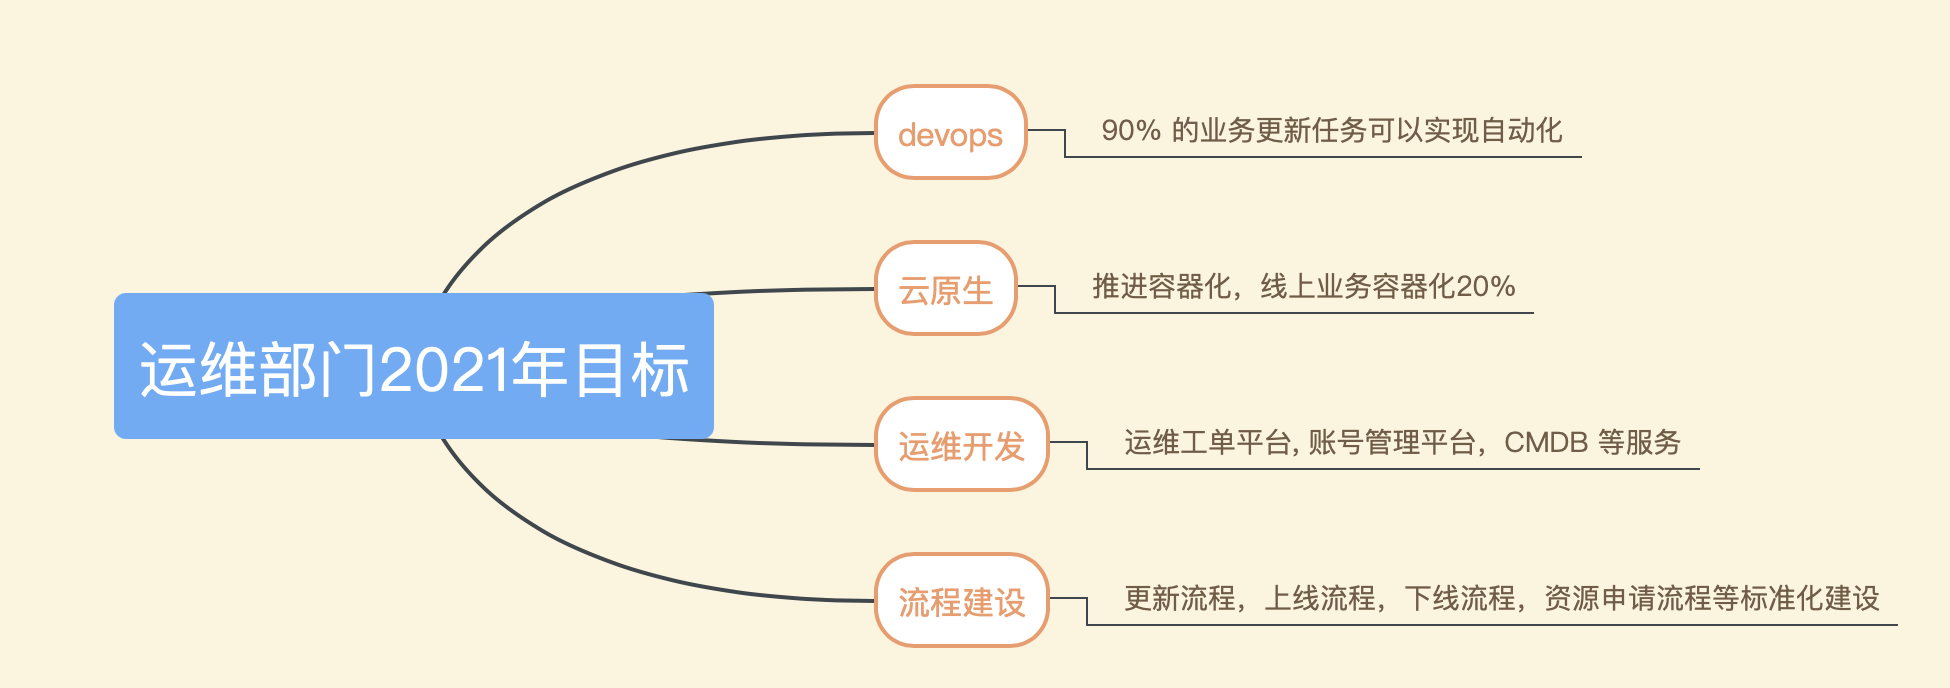 运维部门2021年目标
devops
90% 的业务更新任务可以实现自动化
云原生
推进容器化，线上业务容器化20%
运维开发
运维工单平台, 账号管理平台，CMDB 等服务
流程建设
更新流程，上线流程，下线流程，资源申请流程等标准化建设